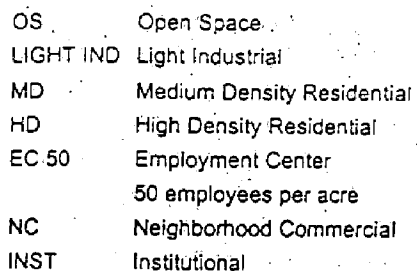 OS Open Space
LIGHT IND Light Industrial
MD Medium Density Residential
HD High Density Residential
EC 50 Employment Center
50 employees per acre
NC Neighborhood Commercial
INST Institutional